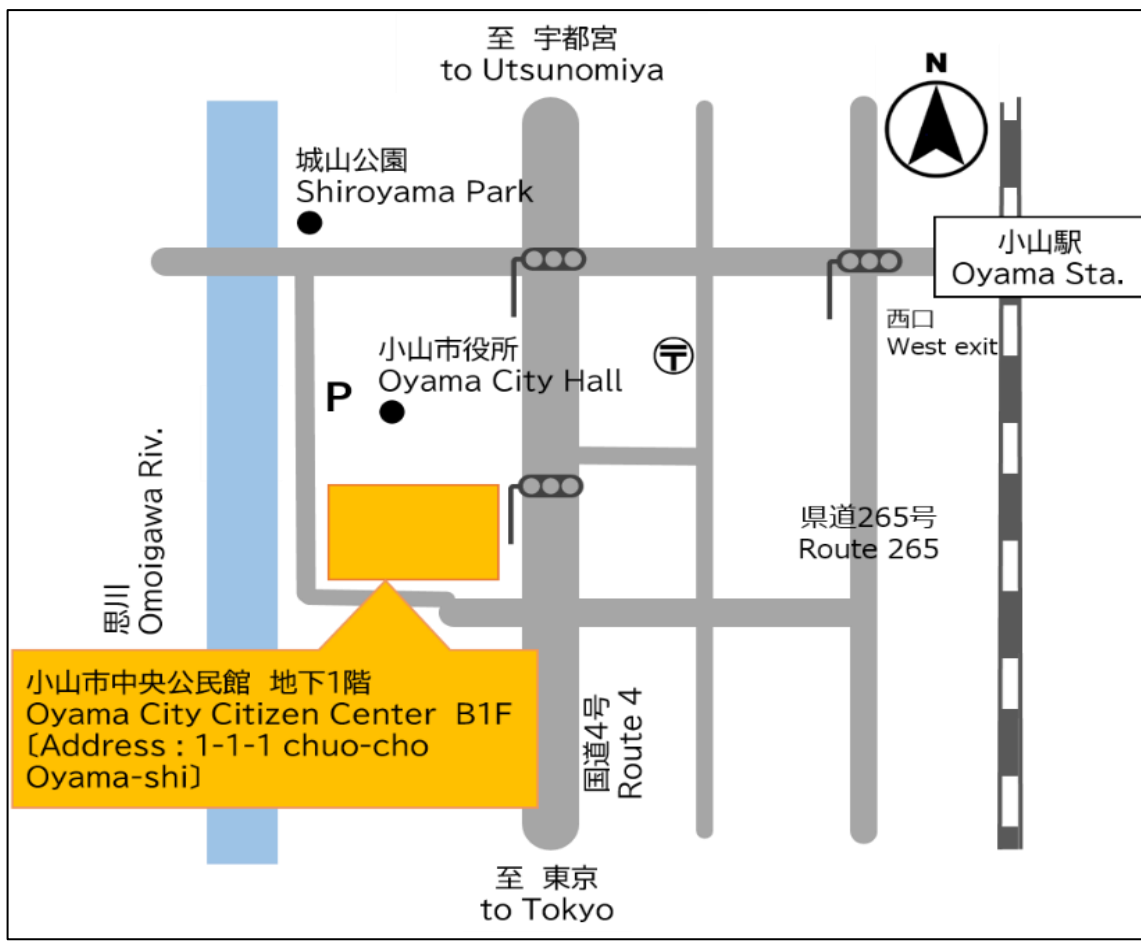 至 宇都宮
to Utsunomiya
N
城山公園
Shiroyama Park
小山駅
Oyama Sta.
西口
West exit
小山市役所
Oyama City Hall
P
〒
思川
Omoigawa Riv.
県道265号
Route 265
小山市中央公民館 地下1階
Oyama City Citizen Center B1F
〔Address : 1-1-1 chuo-cho
Oyama-shi〕
国道4号
Route 4
至 東京
to Tokyo